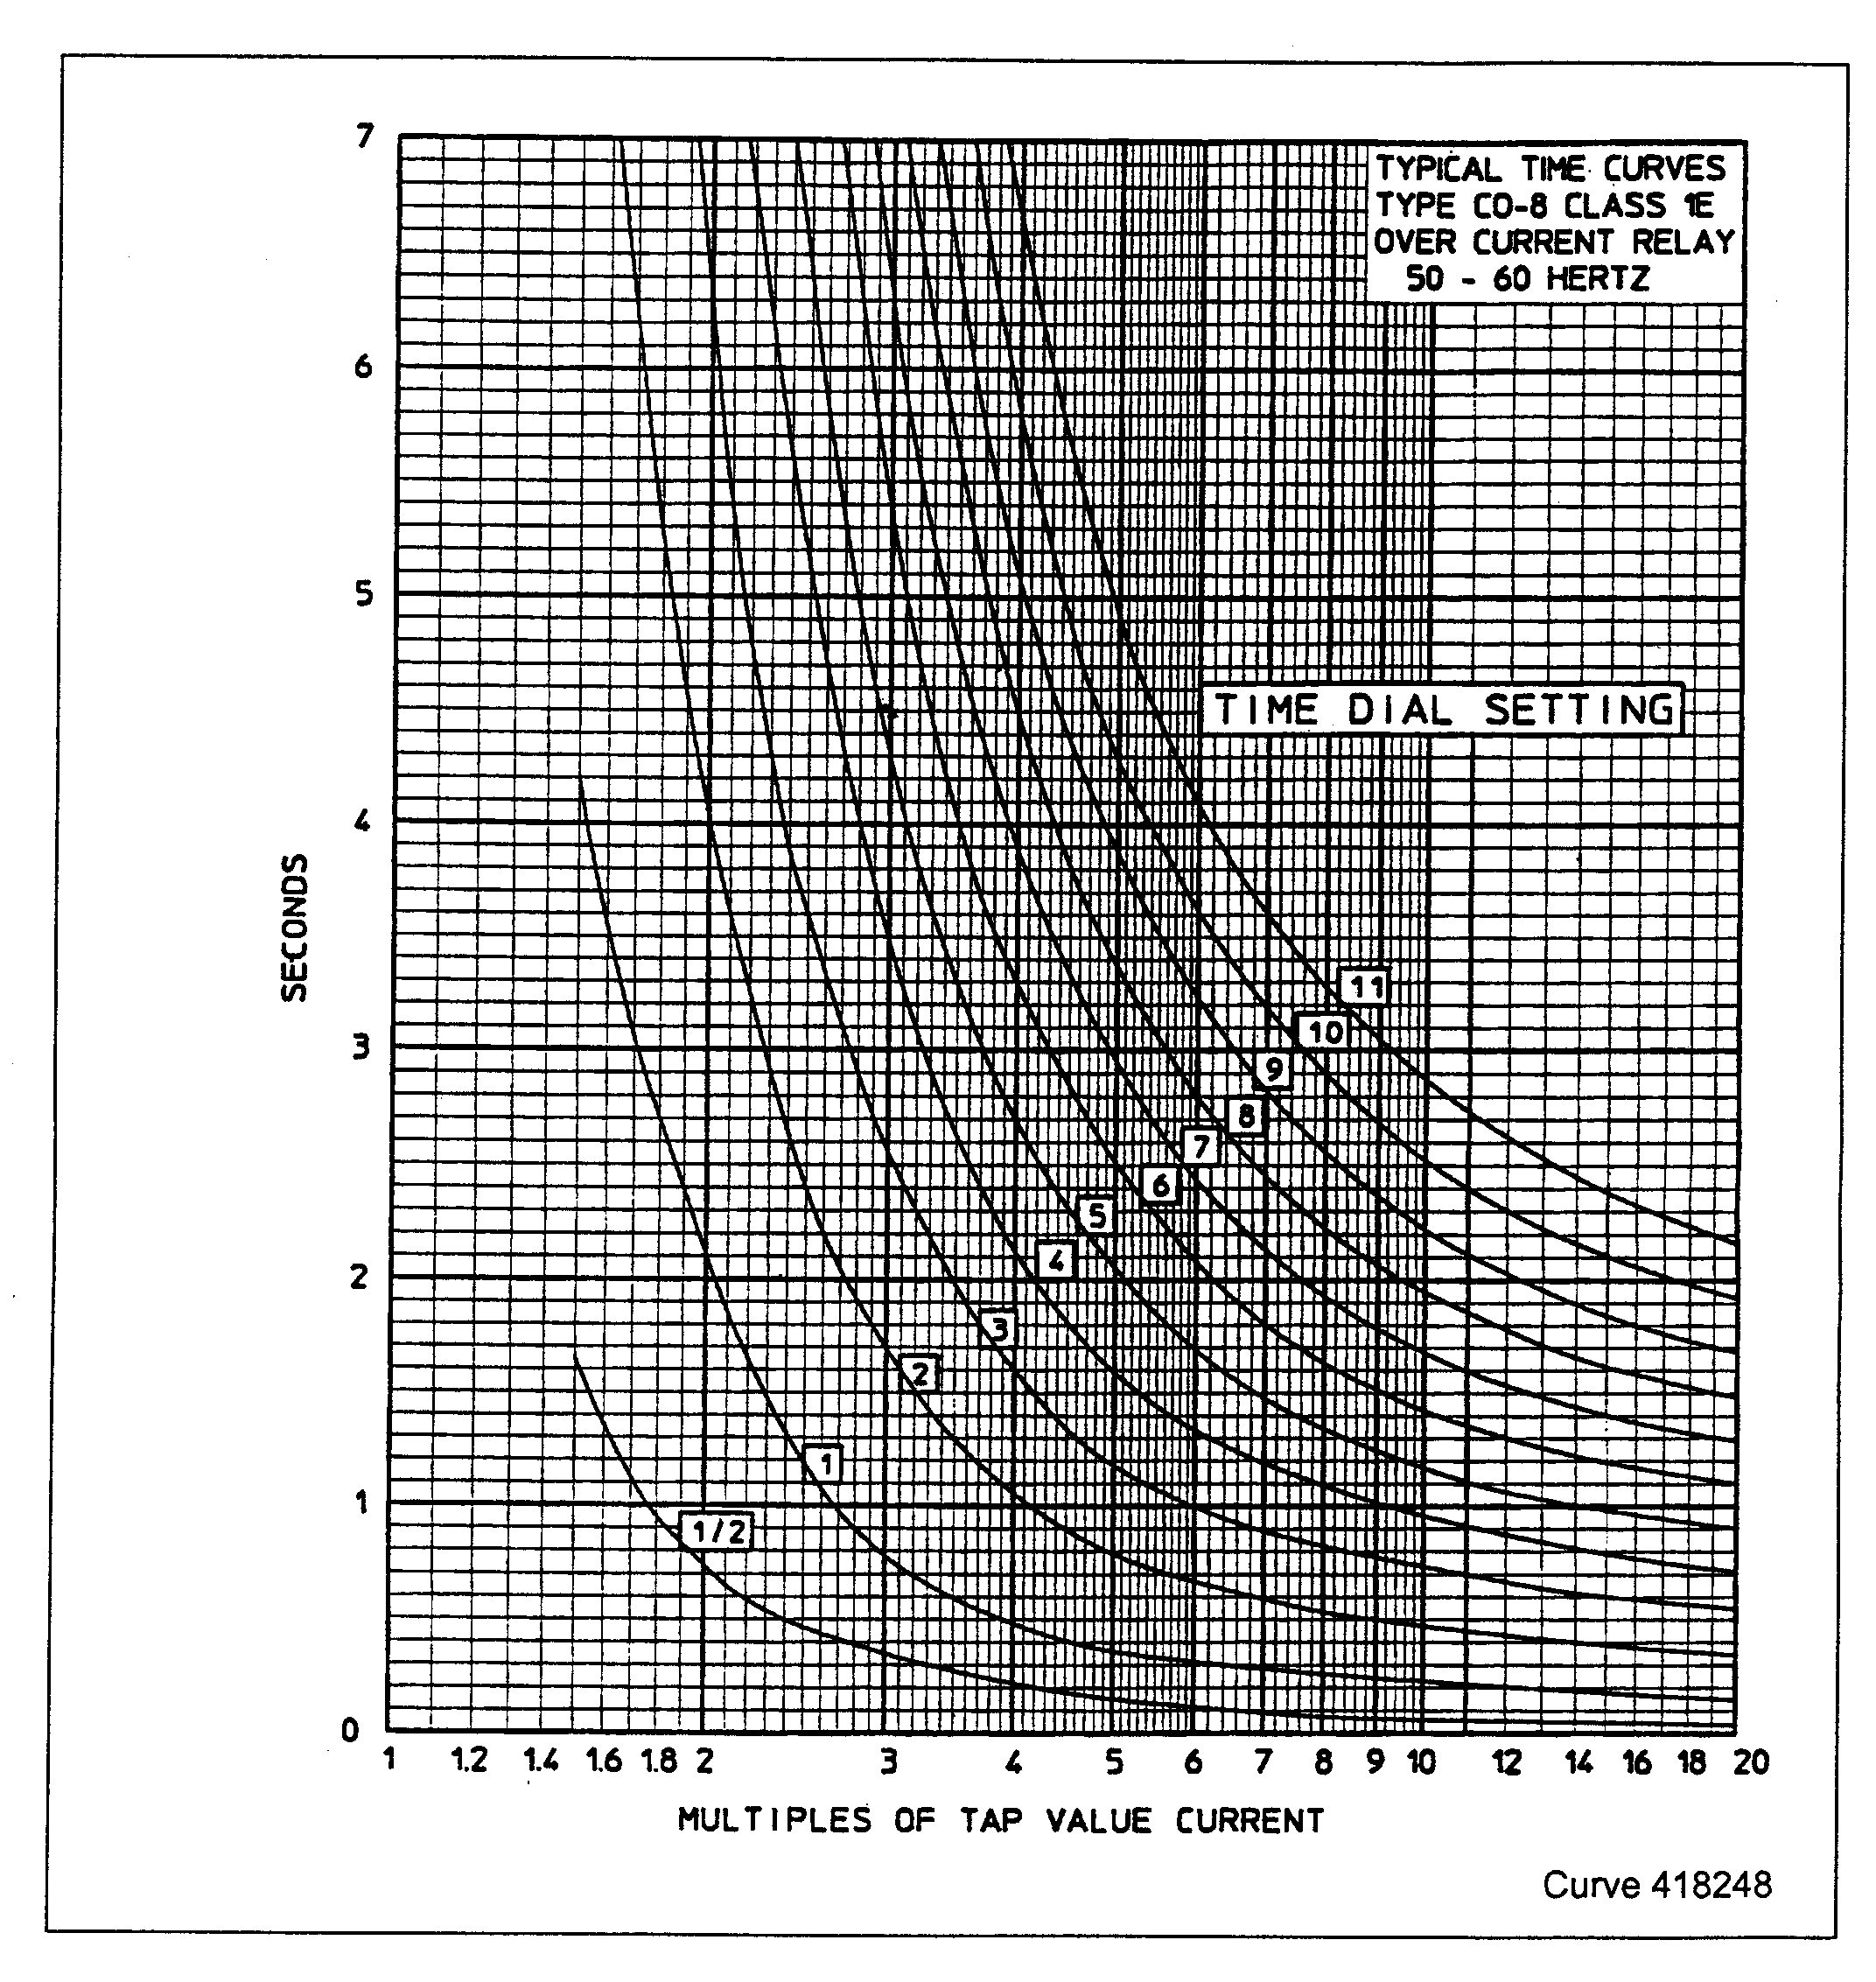 TYPICAL TIME CURVES
TYPE CO-8 CLASS 1E
OVER CURRENT RELAY
50 - 60 HERTZ
7
6
5
4
3
2
1
0
SECONDS
TIME DIAL SETTING
11
10
9
8
7
6
5
4
3
2
1
1/2
1 1.2 1.4 1.6 1.8 2 3 4 5 6 7 8 9 10 12 14 16 18 20
MULTIPLES OF TAP VALUE CURRENT
Curve 418248